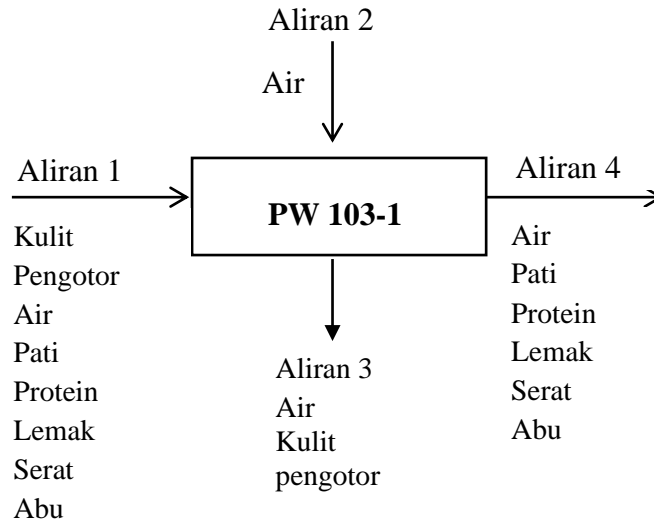 Aliran 2
Air
Aliran 1
PW 103-1
Aliran 4
Kulit
Pengotor
Air
Pati
Protein
Lemak
Serat
Abu
Aliran 3
Air
Kulit
pengotor
Air
Pati
Protein
Lemak
Serat
Abu